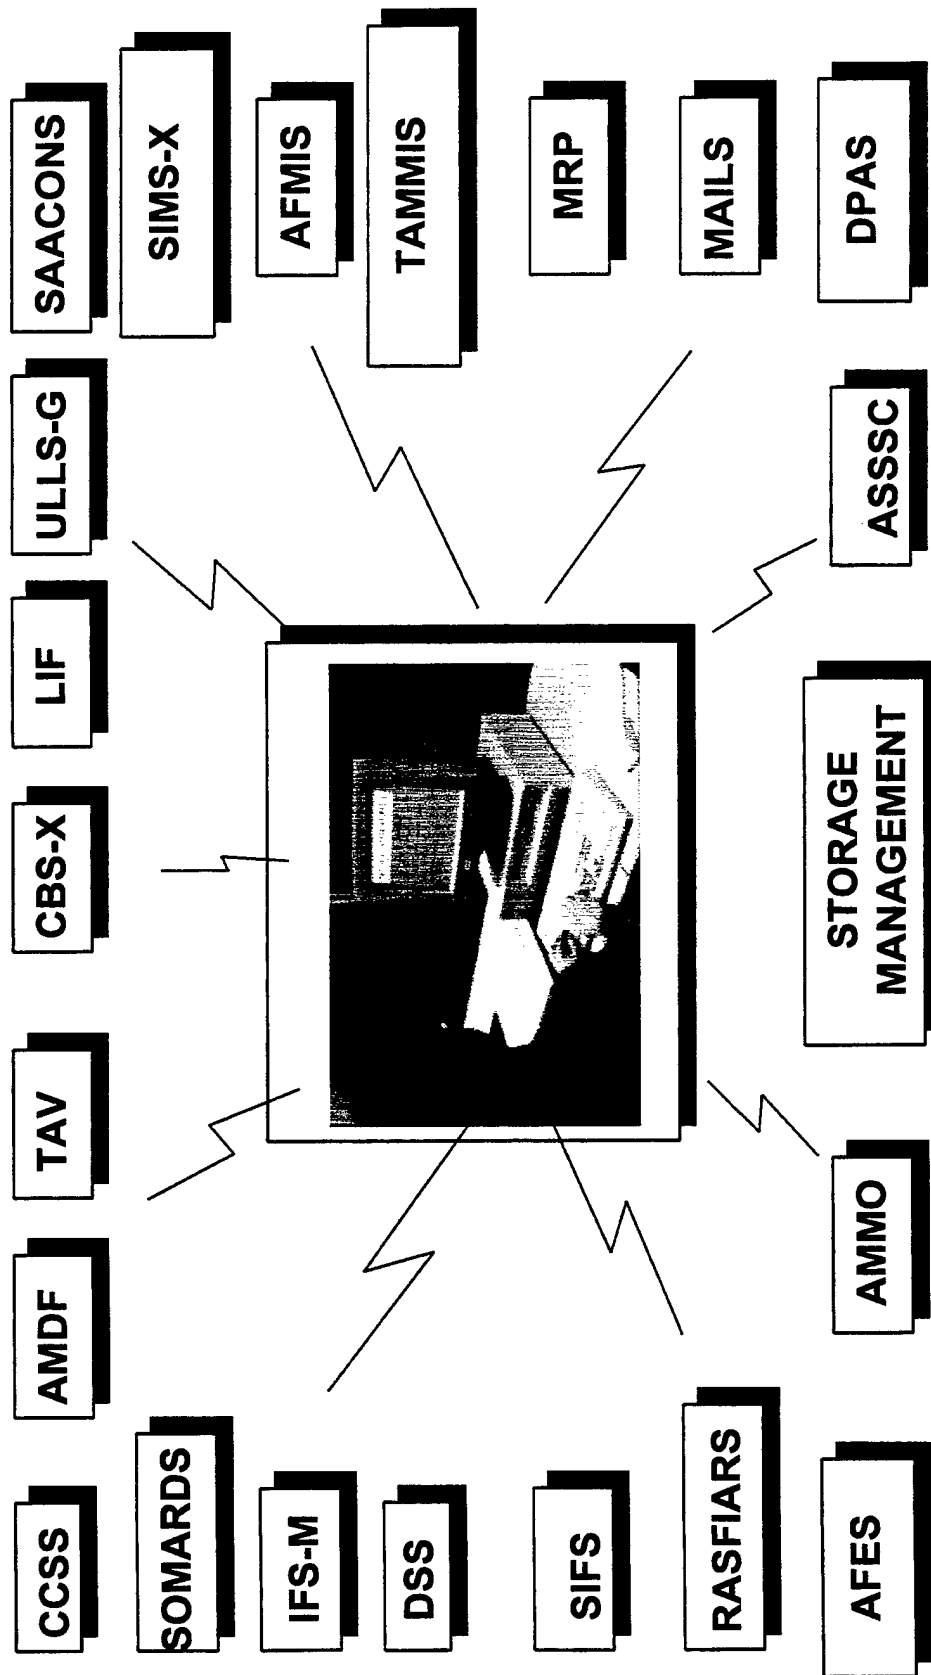 CCSS
AMDF
TAV
CBS-X
LIF
ULLS-G
SAACONS
SOMARDS
SIMS-X
IFS-M
AFMIS
DSS
TAMMIS
SIFS
MRP
RASFIARS
MAILS
AFES
AMMO
STORAGE
MANAGEMENT
ASSSC
DPAS